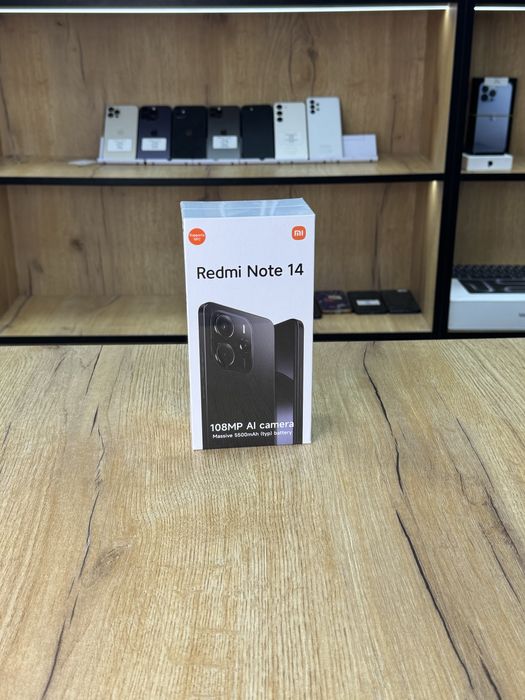 Supports
NFC
mi
Redmi Note 14
108MP AI camera
Massive 5500mAh (typ) battery